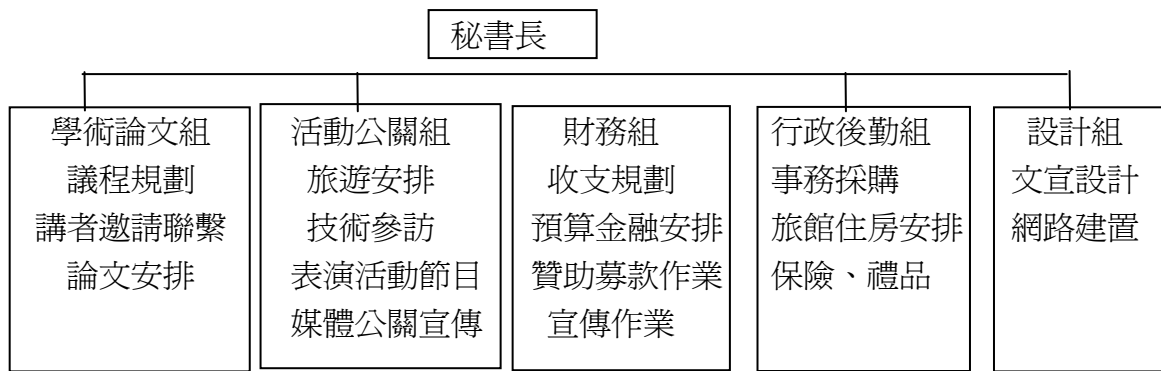 秘書長
學術論文組
議程規劃
講者邀請聯繫
論文安排
活動公關組
旅遊安排
技術參訪
表演活動節目
媒體公關宣傳
財務組
收支規劃
預算金融安排
贊助募款作業
宣傳作業
行政後勤組
事務採購
旅館住房安排
保險、禮品
設計組
文宣設計
網路建置